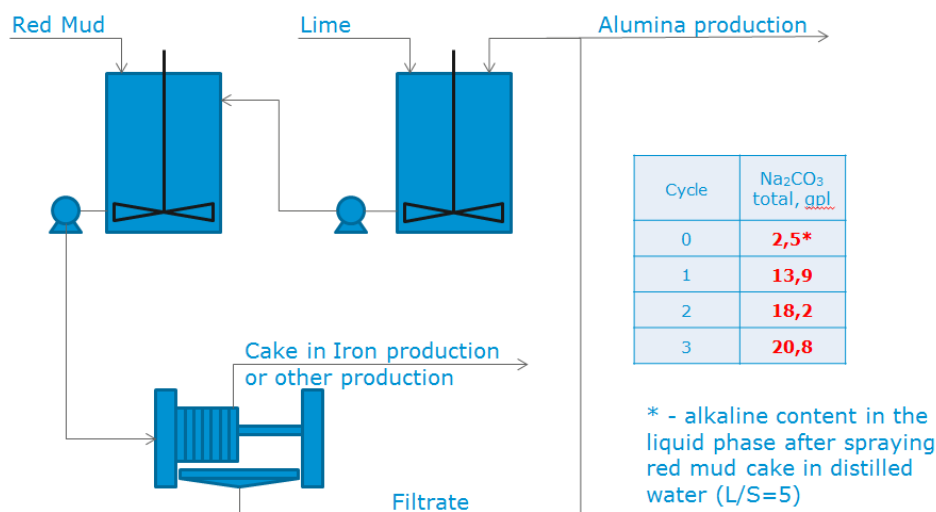 Red Mud
Lime
Alumina production
Cycle
Na₂CO₃
total, gpl
0
2,5*
1
13,9
2
18,2
3
20,8
Cake in Iron production
or other production
* - alkaline content in the
liquid phase after spraying
red mud cake in distilled
water (L/S=5)
Filtrate